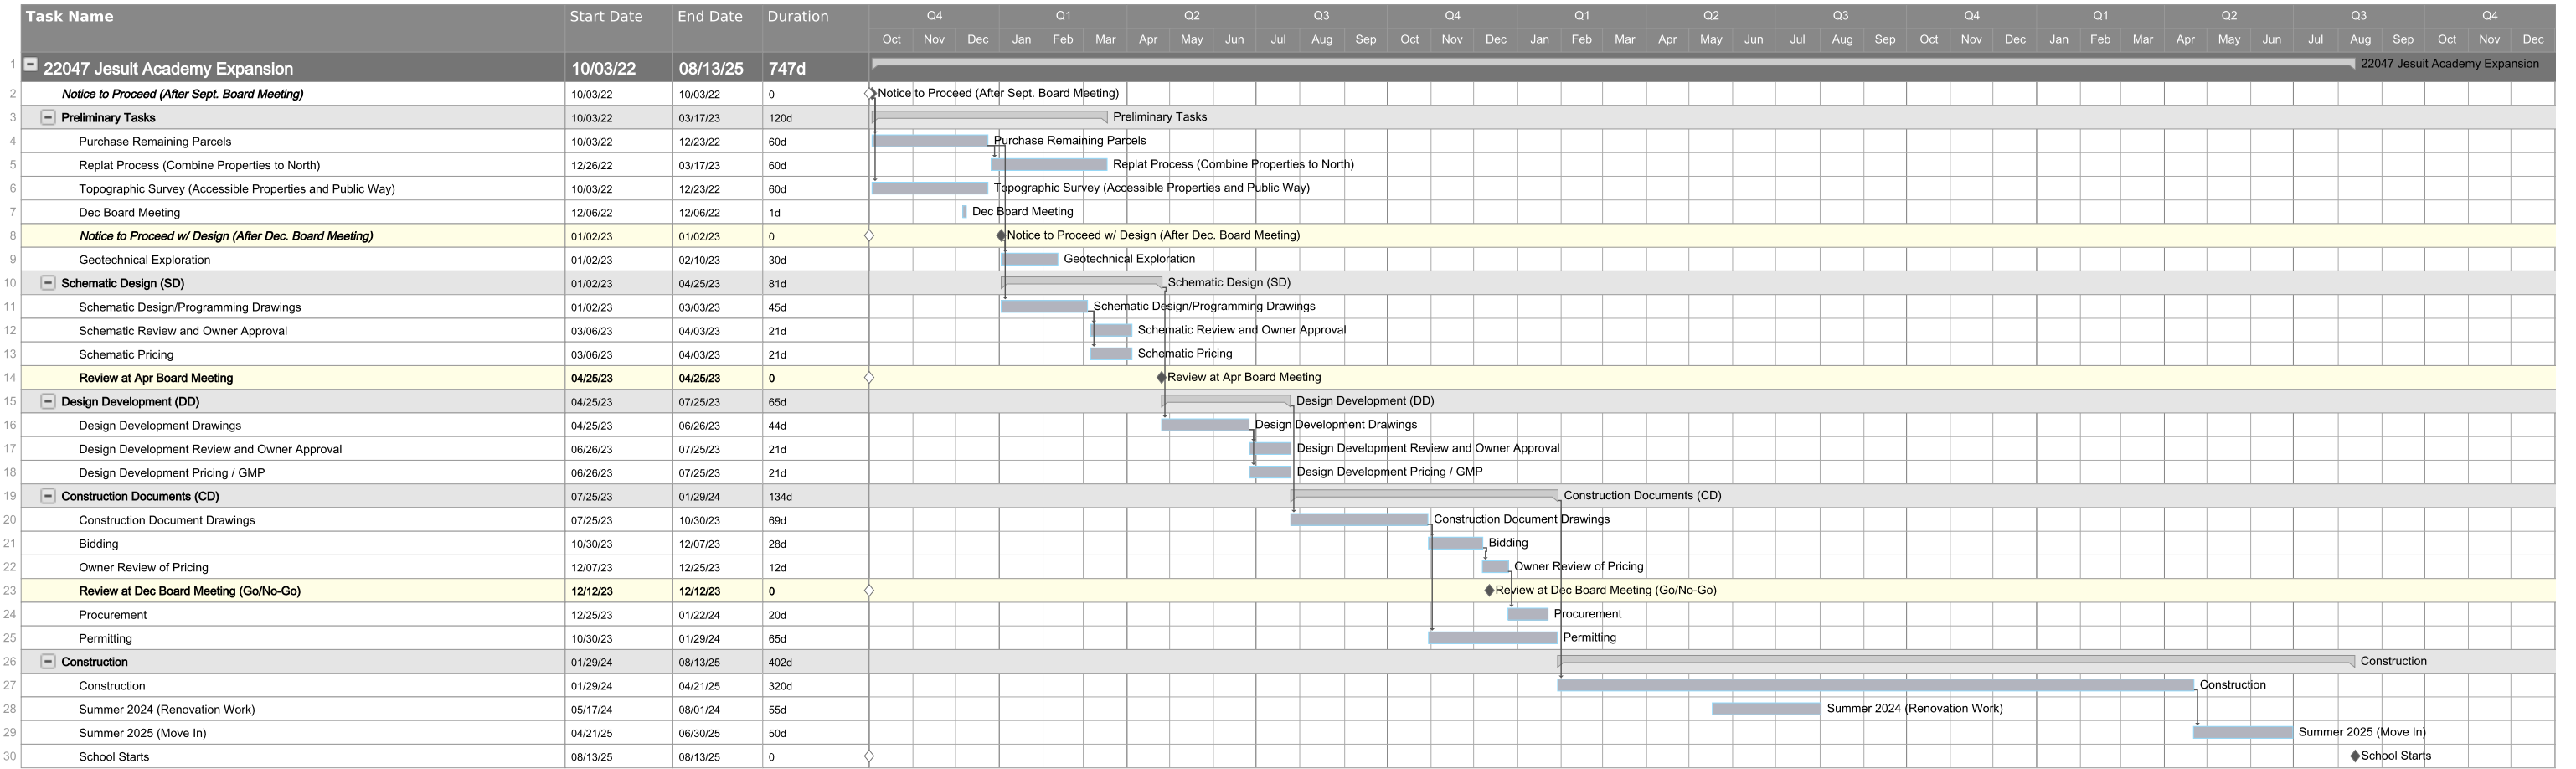 Task Name Start Date End Date Duration Q4 Q1 Q2 Q3 Q4 Q1 Q2 Q3 Q4 Q1 Q2 Q3 Q4
Oct Nov Dec Jan Feb Mar Apr May Jun Jul Aug Sep Oct Nov Dec Jan Feb Mar Apr May Jun Jul Aug Sep Oct Nov Dec Jan Feb Mar Apr May Jun Jul Aug Sep Oct Nov Dec
1 22047 Jesuit Academy Expansion 10/03/22 08/13/25 747d 22047 Jesuit Academy Expansion
2 Notice to Proceed (After Sept. Board Meeting) 10/03/22 10/03/22 0 Notice to Proceed (After Sept. Board Meeting)
3 Preliminary Tasks 10/03/22 03/17/23 120d Preliminary Tasks
4 Purchase Remaining Parcels 10/03/22 12/23/22 60d Purchase Remaining Parcels
5 Replat Process (Combine Properties to North) 12/26/22 03/17/23 60d Replat Process (Combine Properties to North)
6 Topographic Survey (Accessible Properties and Public Way) 10/03/22 12/23/22 60d Topographic Survey (Accessible Properties and Public Way)
7 Dec Board Meeting 12/06/22 12/06/22 1d Dec Board Meeting
8 Notice to Proceed w/ Design (After Dec. Board Meeting) 01/02/23 01/02/23 0 Notice to Proceed w/ Design (After Dec. Board Meeting)
9 Geotechnical Exploration 01/02/23 02/10/23 30d Geotechnical Exploration
10 Schematic Design (SD) 01/02/23 04/25/23 81d Schematic Design (SD)
11 Schematic Design/Programming Drawings 01/02/23 03/03/23 45d Schematic Design/Programming Drawings
12 Schematic Review and Owner Approval 03/06/23 04/03/23 21d Schematic Review and Owner Approval
13 Schematic Pricing 03/06/23 04/03/23 21d Schematic Pricing
14 Review at Apr Board Meeting 04/25/23 04/25/23 0 Review at Apr Board Meeting
15 Design Development (DD) 04/25/23 07/25/23 65d Design Development (DD)
16 Design Development Drawings 04/25/23 06/26/23 44d Design Development Drawings
17 Design Development Review and Owner Approval 06/26/23 07/25/23 21d Design Development Review and Owner Approval
18 Design Development Pricing / GMP 06/26/23 07/25/23 21d Design Development Pricing / GMP
19 Construction Documents (CD) 07/25/23 01/29/24 134d Construction Documents (CD)
20 Construction Document Drawings 07/25/23 10/30/23 69d Construction Document Drawings
21 Bidding 10/30/23 12/07/23 28d Bidding
22 Owner Review of Pricing 12/07/23 12/25/23 12d Owner Review of Pricing
23 Review at Dec Board Meeting (Go/No-Go) 12/12/23 12/12/23 0 Review at Dec Board Meeting (Go/No-Go)
24 Procurement 12/25/23 01/22/24 20d Procurement
25 Permitting 10/30/23 01/29/24 65d Permitting
26 Construction 01/29/24 08/13/25 402d Construction
27 Construction 01/29/24 04/21/25 320d Construction
28 Summer 2024 (Renovation Work) 05/17/24 08/01/24 55d Summer 2024 (Renovation Work)
29 Summer 2025 (Move In) 04/21/25 06/30/25 50d Summer 2025 (Move In)
30 School Starts 08/13/25 08/13/25 0 School Starts